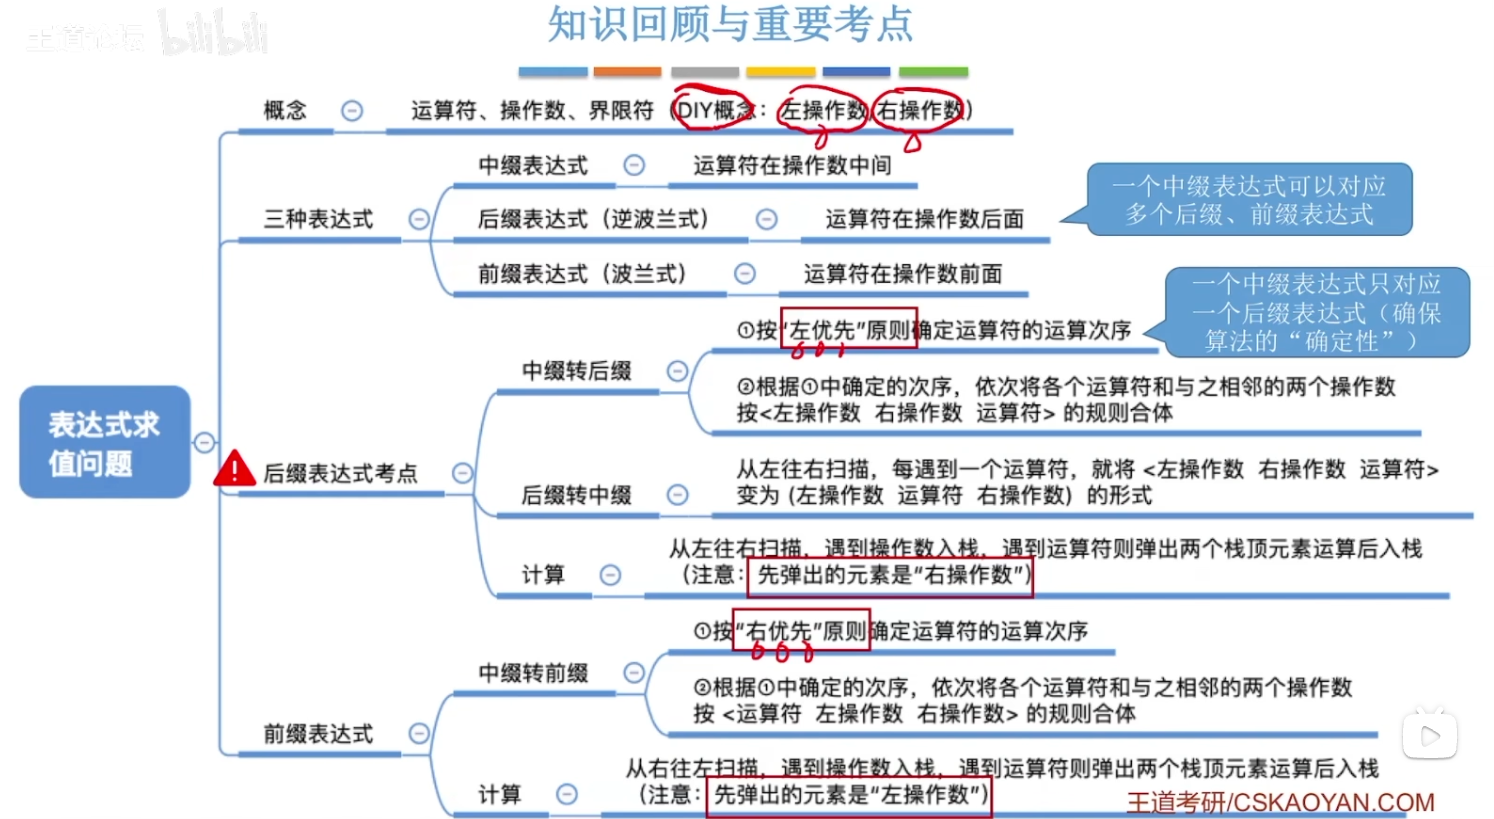 王道论坛 bilibili
知识回顾与重要考点
概念
运算符、操作数、界限符（DIY概念：左操作数 右操作数）
中缀表达式
运算符在操作数中间
三种表达式
后缀表达式（逆波兰式）
运算符在操作数后面
前缀表达式（波兰式）
运算符在操作数前面
一个中缀表达式可以对应
多个后缀、前缀表达式
一个中缀表达式只对应
一个后缀表达式（确保
算法的“确定性”）
表达式求
值问题
后缀表达式考点
中缀转后缀
①按“左优先”原则确定运算符的运算次序
②根据①中确定的次序，依次将各个运算符和与之相邻的两个操作数
按<左操作数 右操作数 运算符> 的规则合体
后缀转中缀
从左往右扫描，每遇到一个运算符，就将 <左操作数 右操作数 运算符>
变为 (左操作数 运算符 右操作数) 的形式
计算
从左往右扫描，遇到操作数入栈，遇到运算符则弹出两个栈顶元素运算后入栈
（注意：先弹出的元素是“右操作数”）
前缀表达式
中缀转前缀
①按“右优先”原则确定运算符的运算次序
②根据①中确定的次序，依次将各个运算符和与之相邻的两个操作数
按 <运算符 左操作数 右操作数> 的规则合体
计算
从右往左扫描，遇到操作数入栈，遇到运算符则弹出两个栈顶元素运算后入栈
（注意：先弹出的元素是“左操作数”）
王道考研/CSKAOYAN.COM